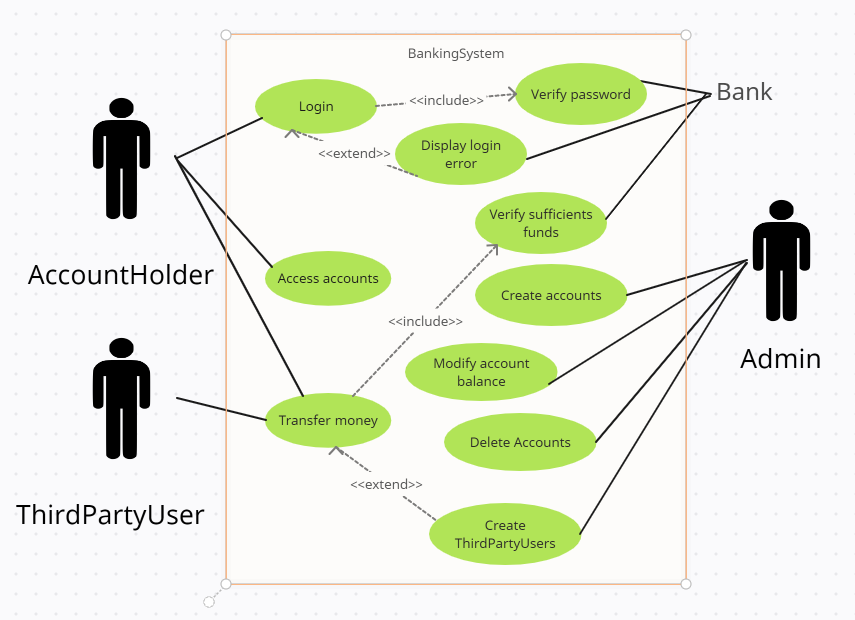 BankingSystem
Login
<<include>>
Verify password
Bank
<<extend>>
Display login
error
Verify sufficients
funds
AccountHolder
Access accounts
Create accounts
<<include>>
Admin
Modify account
balance
Transfer money
Delete Accounts
<<extend>>
ThirdPartyUser
Create
ThirdPartyUsers